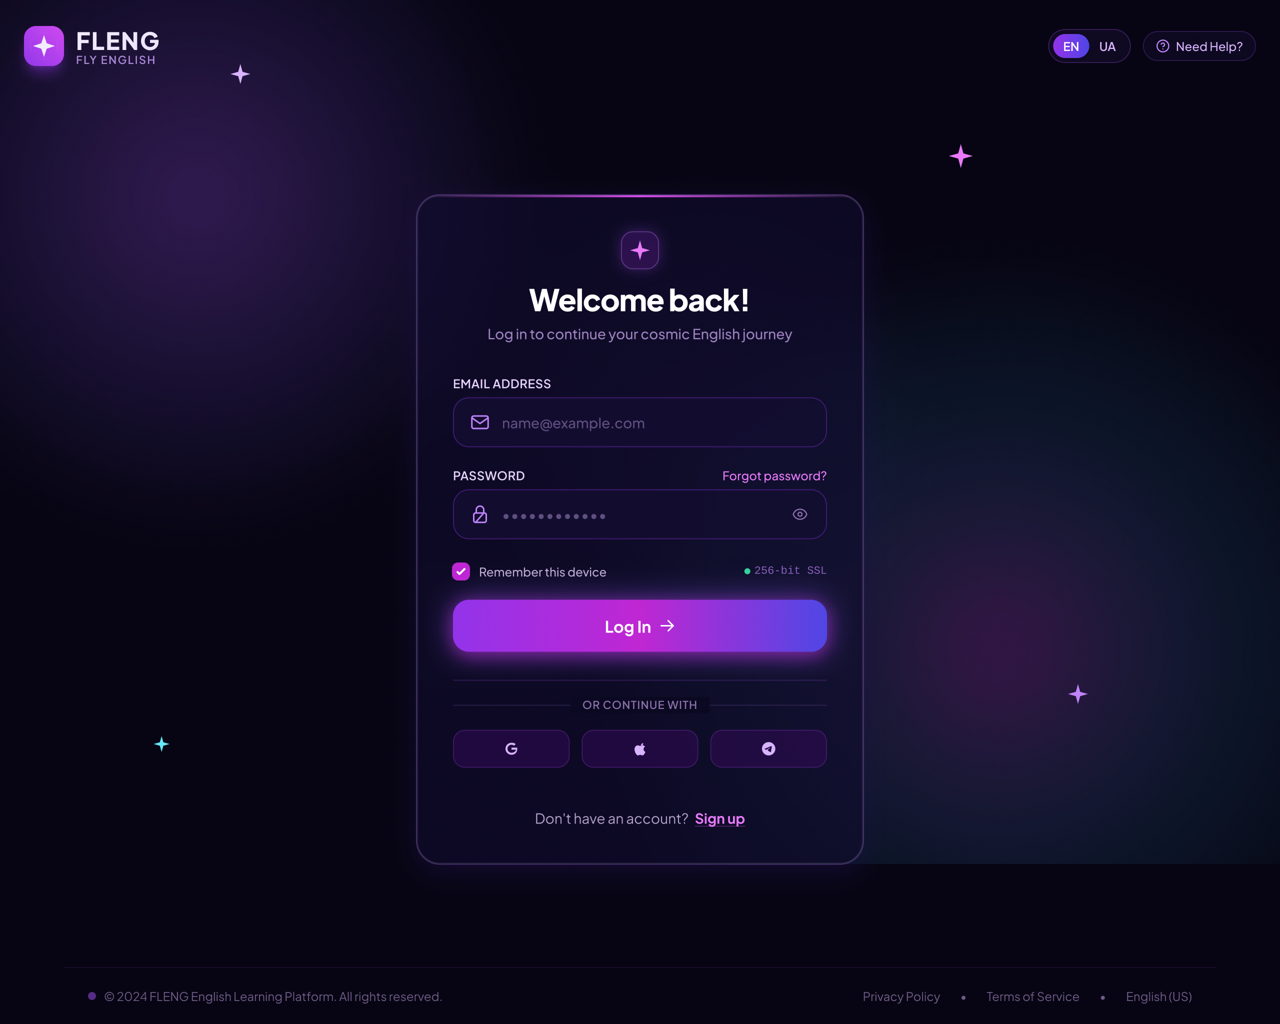 FLENG
FLY ENGLISH
EN UA
Need Help?
Welcome back!
Log in to continue your cosmic English journey
EMAIL ADDRESS
name@example.com
PASSWORD Forgot password?
••••••••••••
Remember this device 256-bit SSL
Log In →
OR CONTINUE WITH
Don't have an account? Sign up
© 2024 FLENG English Learning Platform. All rights reserved.
Privacy Policy • Terms of Service • English (US)